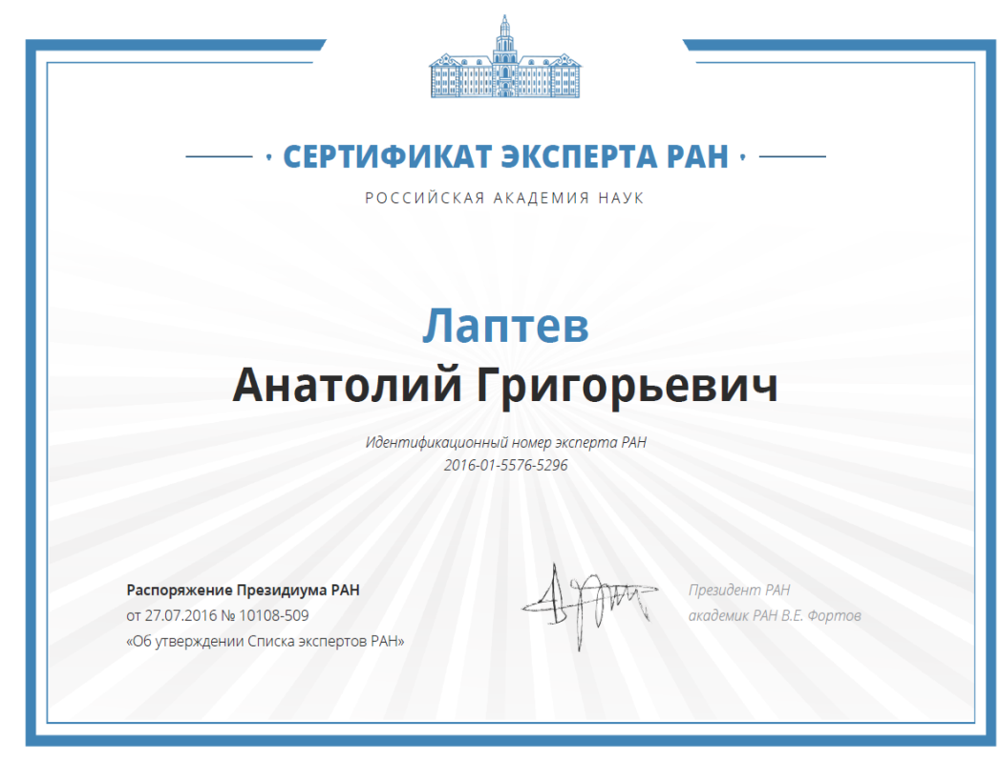 СЕРТИФИКАТ ЭКСПЕРТА РАН
РОССИЙСКАЯ АКАДЕМИЯ НАУК
Лаптев
Анатолий Григорьевич
Идентификационный номер эксперта РАН
2016-01-5576-5296
Распоряжение Президиума РАН
от 27.07.2016 № 10108-509
«Об утверждении Списка экспертов РАН»
Президент РАН
академик РАН В.Е. Фортов